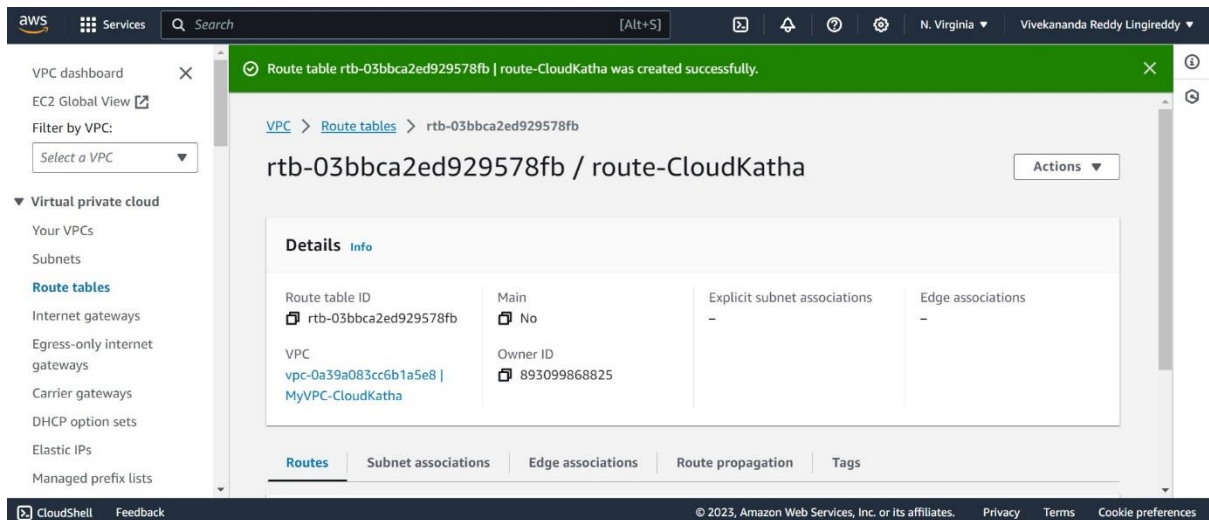 aws Services Search [Alt+S] N. Virginia Vivekananda Reddy Lingireddy
VPC dashboard
EC2 Global View
Filter by VPC:
Select a VPC
Virtual private cloud
Your VPCs
Subnets
Route tables
Internet gateways
Egress-only internet
gateways
Carrier gateways
DHCP option sets
Elastic IPs
Managed prefix lists
Route table rtb-03bbca2ed929578fb | route-CloudKatha was created successfully.
VPC > Route tables > rtb-03bbca2ed929578fb
rtb-03bbca2ed929578fb / route-CloudKatha
Actions
Details Info
Route table ID
rtb-03bbca2ed929578fb
Main
No
Explicit subnet associations
–
Edge associations
–
VPC
vpc-0a39a083cc6b1a5e8 |
MyVPC-CloudKatha
Owner ID
893099868825
Routes Subnet associations Edge associations Route propagation Tags
CloudShell Feedback © 2023, Amazon Web Services, Inc. or its affiliates. Privacy Terms Cookie preferences